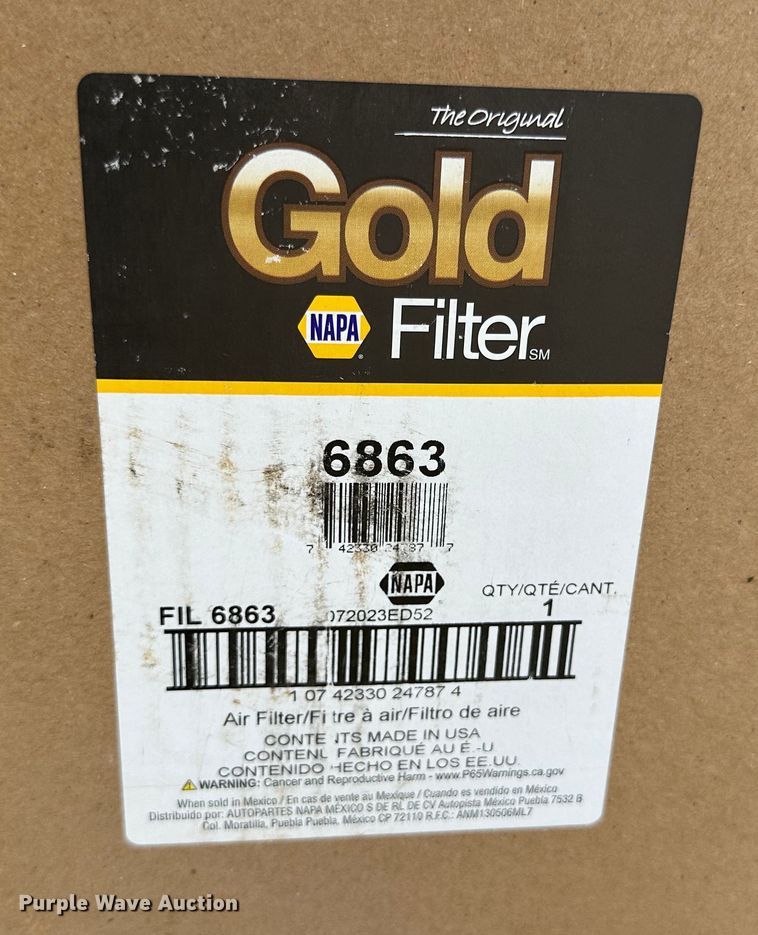 The Original
Gold
NAPA Filter SM
6863
7 42330 24787 7
NAPA
QTY/QTÉ/CANT.
FIL 6863 072023ED52 1
1 07 42330 24787 4
Air Filter/Filtre à air/Filtro de aire
CONTENTS MADE IN USA
CONTENU FABRIQUÉ AU É.-U
CONTENIDO HECHO EN LOS EE.UU.
WARNING: Cancer and Reproductive Harm - www.P65Warnings.ca.gov
When sold in Mexico / En cas de vente au Mexique / Cuando es vendido en México
Distribuido por: AUTOPARTES NAPA MÉXICO S DE RL DE CV Autopista México Puebla 7532 B
Col. Moratilla, Puebla Puebla, México CP 72110 R.F.C.: ANM130506ML7
Purple Wave Auction